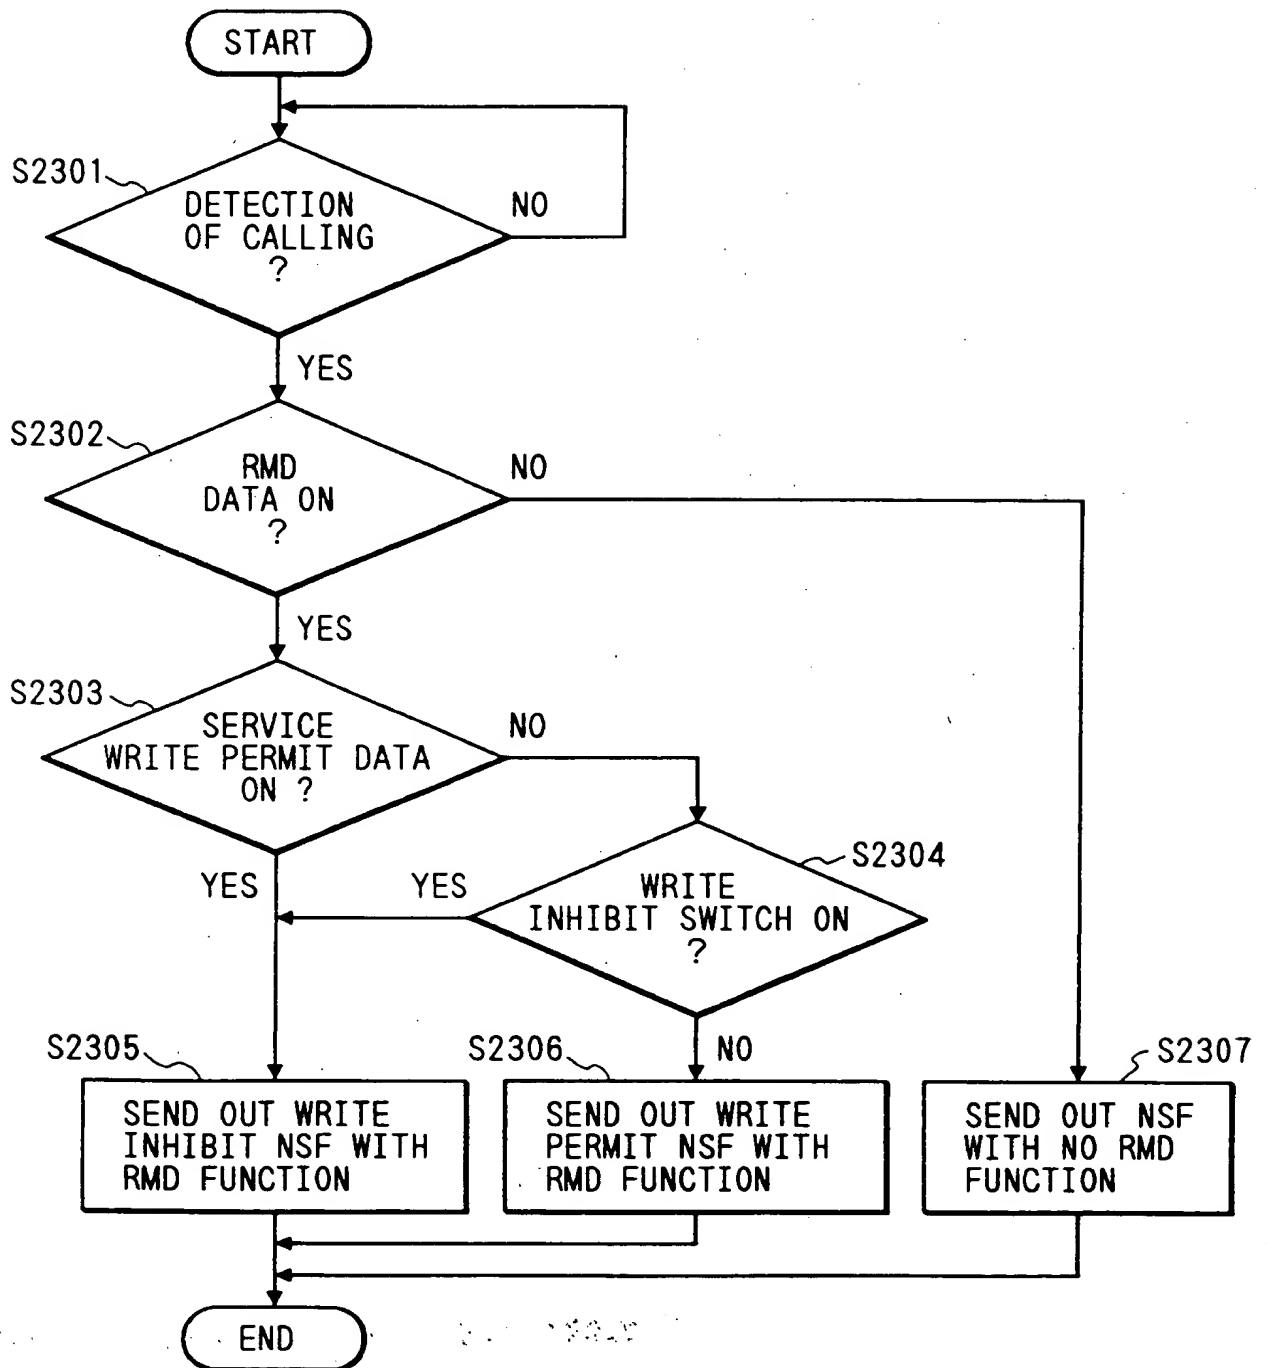 START
S2301
DETECTION
OF CALLING
?
NO
YES
S2302
RMD
DATA ON
?
NO
YES
S2303
SERVICE
WRITE PERMIT DATA
ON ?
NO
YES
S2304
WRITE
INHIBIT SWITCH ON
?
YES
NO
S2305
SEND OUT WRITE
INHIBIT NSF WITH
RMD FUNCTION
S2306
SEND OUT WRITE
PERMIT NSF WITH
RMD FUNCTION
S2307
SEND OUT NSF
WITH NO RMD
FUNCTION
END